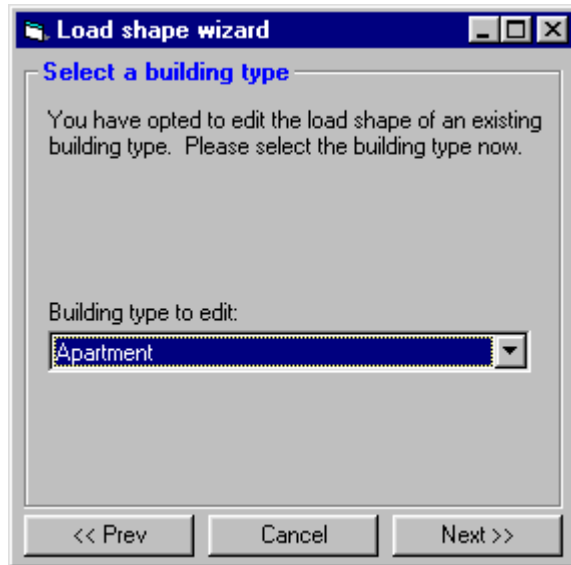 Load shape wizard
Select a building type
You have opted to edit the load shape of an existing
building type.  Please select the building type now.
Building type to edit:
Apartment
<< Prev
Cancel
Next >>